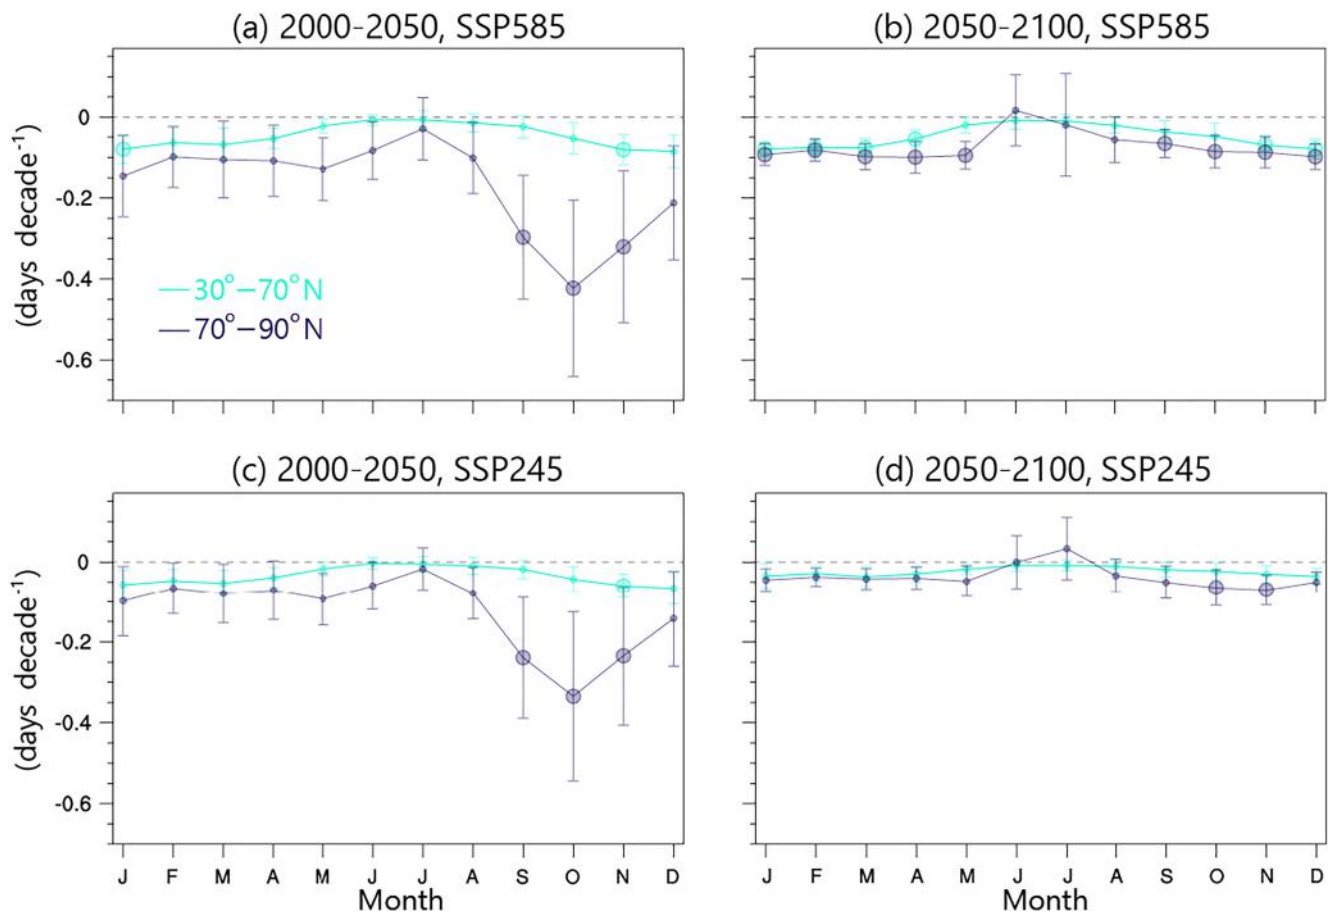 (a) 2000-2050, SSP585
(b) 2050-2100, SSP585
0
-0.2
-0.4
-0.6
(days decade⁻¹)
30°−70°N
70°−90°N
(c) 2000-2050, SSP245
(d) 2050-2100, SSP245
0
-0.2
-0.4
-0.6
(days decade⁻¹)
J F M A M J J A S O N D
J F M A M J J A S O N D
Month
Month